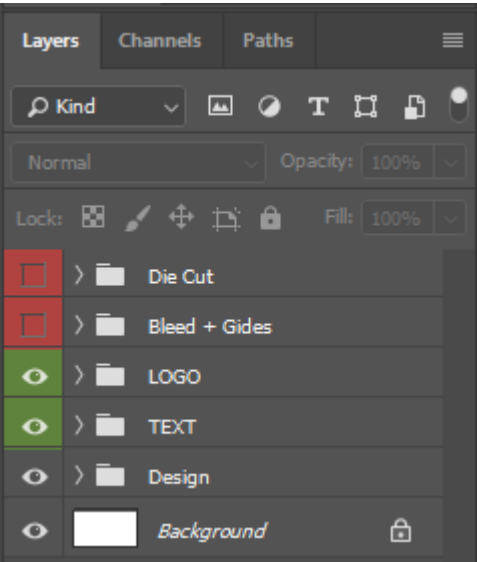 Layers Channels Paths
Kind T
Normal Opacity: 100%
Lock: Fill: 100%
Die Cut
Bleed + Gides
LOGO
TEXT
Design
Background